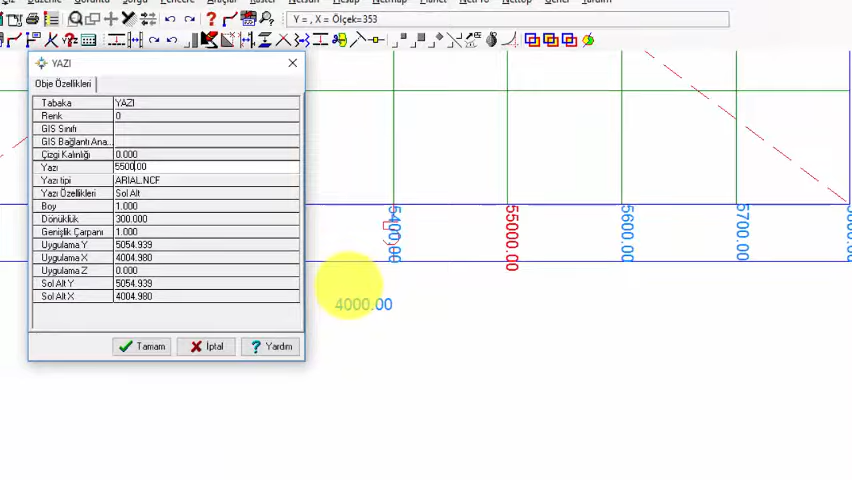 Y = , X = Ölçek=353
YAZI
Obje Özellikleri
Tabaka YAZI
Renk 0
GIS Sınıfı
GIS Bağlantı Ana...
Çizgi Kalınlığı 0.000
Yazı 5500.00
Yazı tipi ARIAL.NCF
Yazı Özellikleri Sol Alt
Boy 1.000
Dönüklük 300.000
Genişlik Çarpanı 1.000
Uygulama Y 5054.939
Uygulama X 4004.980
Uygulama Z 0.000
Sol Alt Y 5054.939
Sol Alt X 4004.980
Tamam
İptal
Yardım
5400.00
55000.00
5600.00
5700.00
4000.00